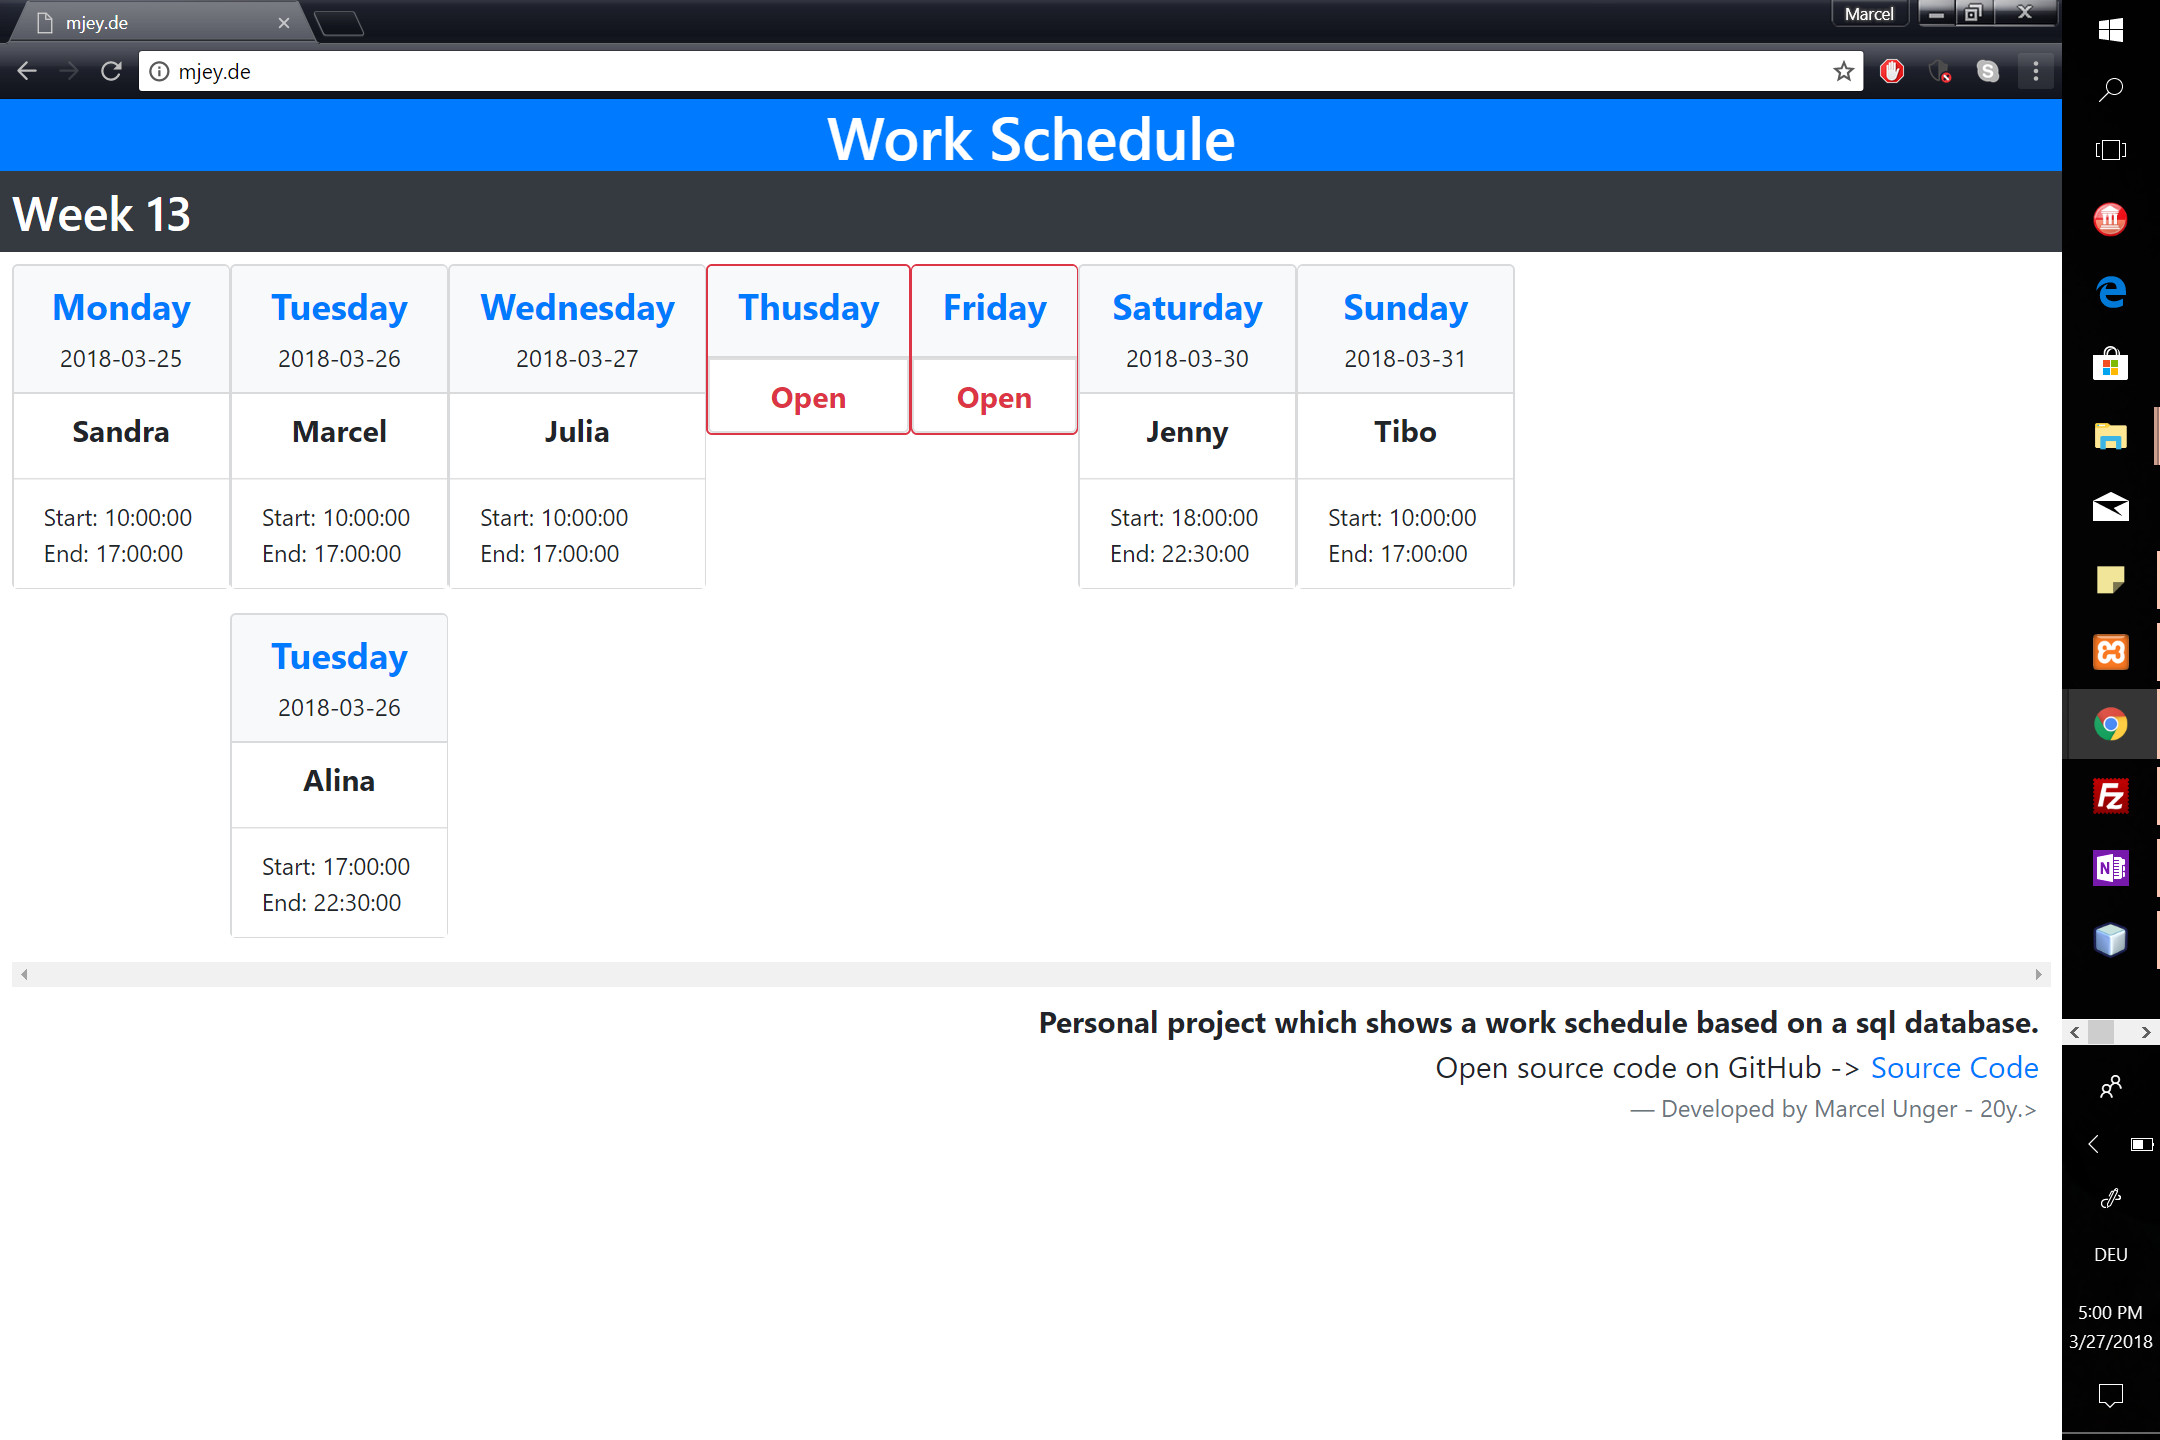 mjey.de
Marcel
mjey.de
Work Schedule
Week 13
Monday
2018-03-25
Sandra
Start: 10:00:00
End: 17:00:00
Tuesday
2018-03-26
Marcel
Start: 10:00:00
End: 17:00:00
Wednesday
2018-03-27
Julia
Start: 10:00:00
End: 17:00:00
Thusday
Open
Friday
Open
Saturday
2018-03-30
Jenny
Start: 18:00:00
End: 22:30:00
Sunday
2018-03-31
Tibo
Start: 10:00:00
End: 17:00:00
Tuesday
2018-03-26
Alina
Start: 17:00:00
End: 22:30:00
Personal project which shows a work schedule based on a sql database.
Open source code on GitHub -> Source Code
— Developed by Marcel Unger - 20y.>
DEU
5:00 PM
3/27/2018